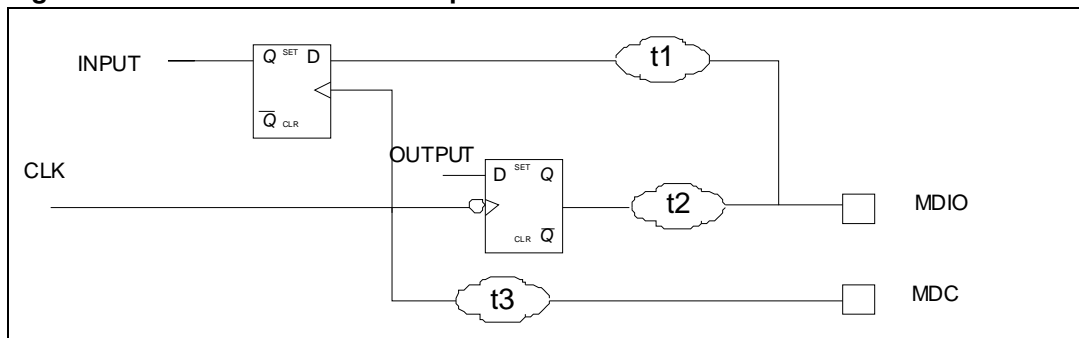 INPUT
Q SET D
Q CLR
t1
CLK
OUTPUT
D SET Q
CLR Q
t2
MDIO
t3
MDC